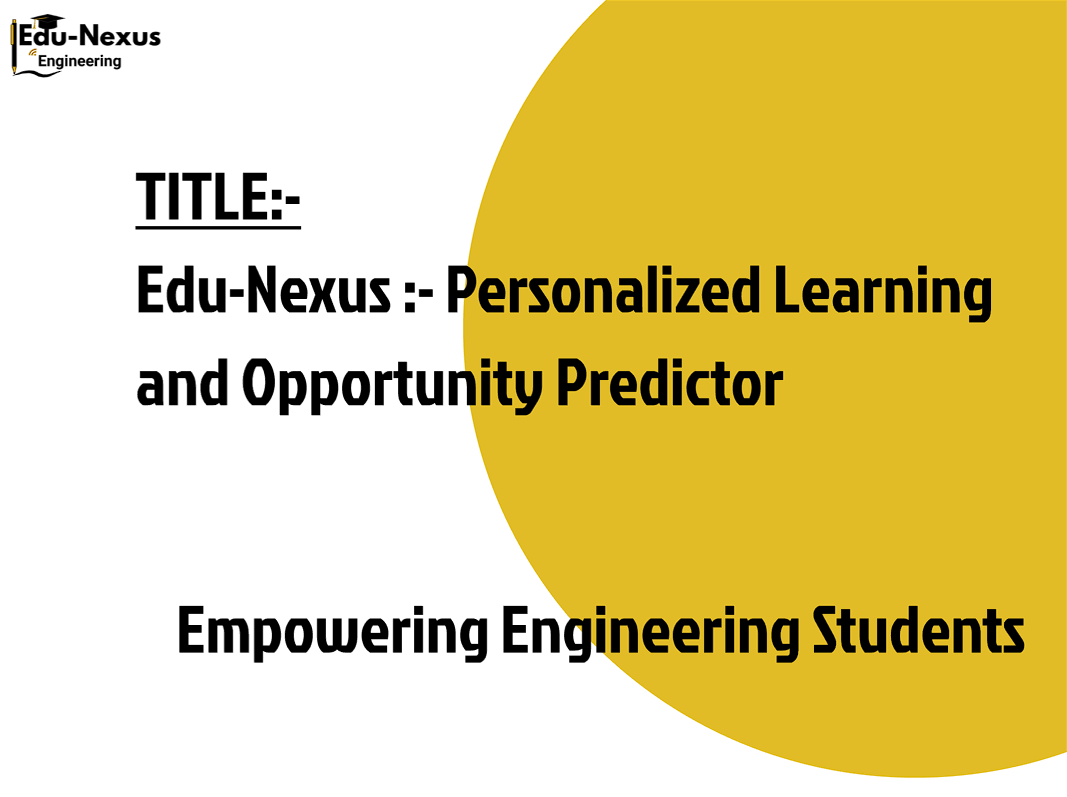 Edu-Nexus
Engineering
TITLE:-
Edu-Nexus :- Personalized Learning
and Opportunity Predictor
Empowering Engineering Students